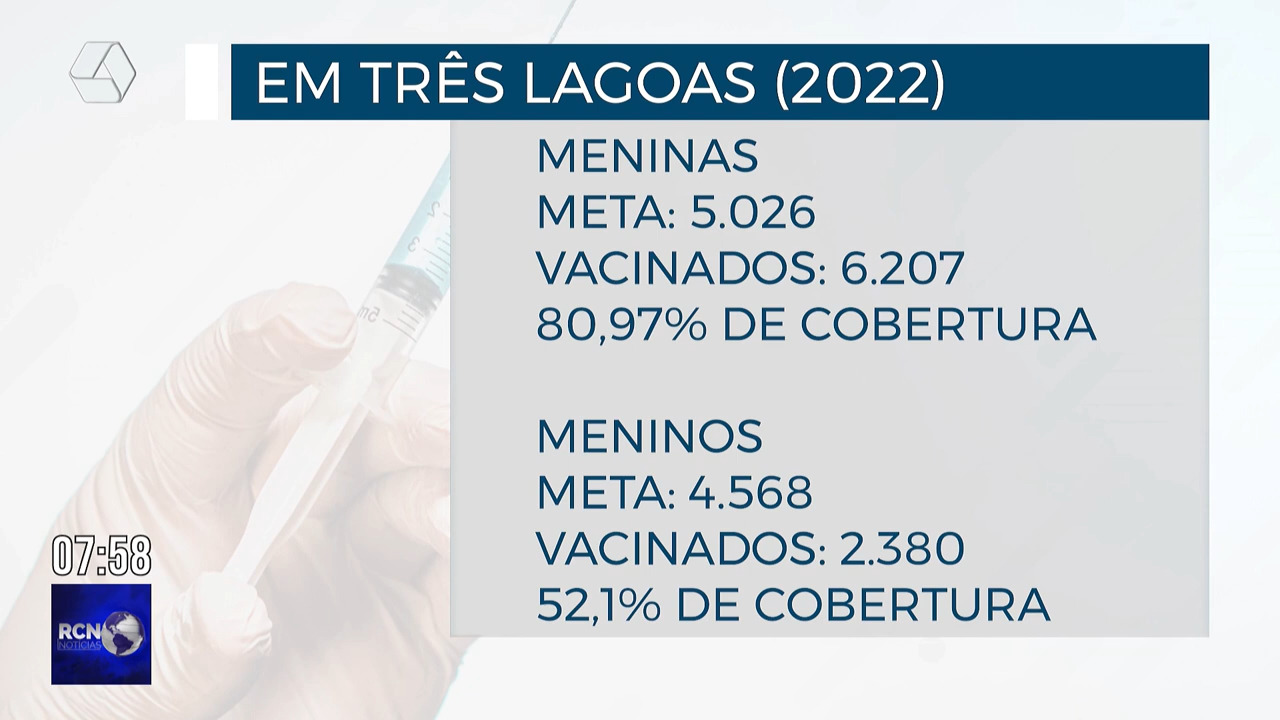 EM TRÊS LAGOAS (2022)
MENINAS
META: 5.026
VACINADOS: 6.207
80,97% DE COBERTURA
MENINOS
META: 4.568
VACINADOS: 2.380
52,1% DE COBERTURA
07:58
RCN
NOTÍCIAS